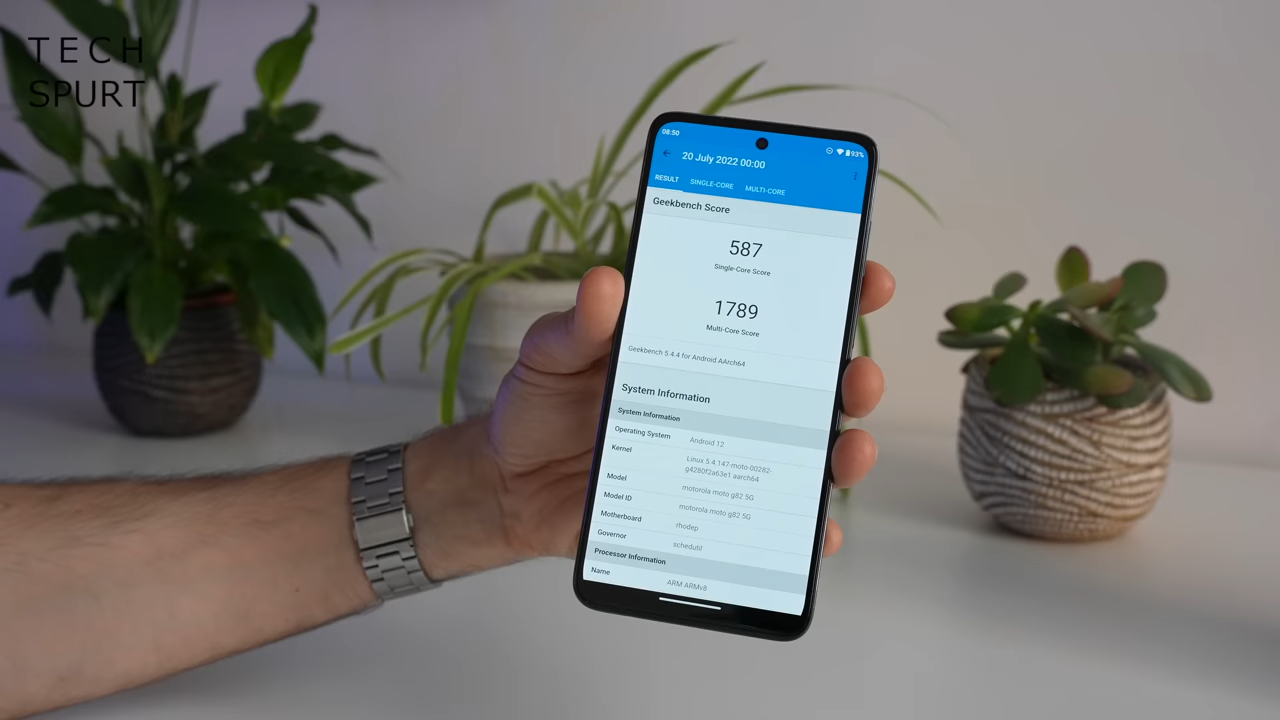 TECH
SPURT
08:50
93%
20 July 2022 00:00
RESULT SINGLE-CORE MULTI-CORE
Geekbench Score
587
Single-Core Score
1789
Multi-Core Score
Geekbench 5.4.4 for Android AArch64
System Information
System Information
Operating System Android 12
Kernel Linux 5.4.147-moto-00282-
g4280f2a63e1 aarch64
Model motorola moto g82 5G
Model ID motorola moto g82 5G
Motherboard rhodep
Governor schedutil
Processor Information
Name ARM ARMv8